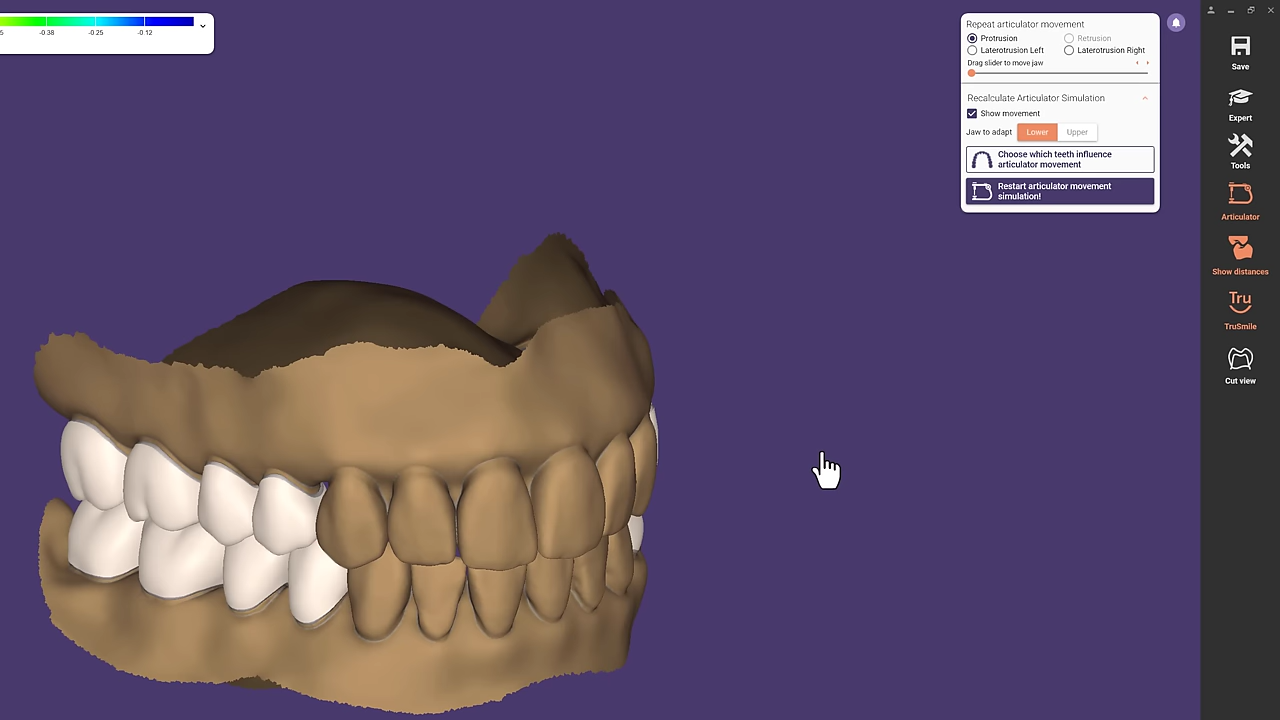 5 -0.38 -0.25 -0.12
Repeat articulator movement
Protrusion Retrusion
Laterotrusion Left Laterotrusion Right
Drag slider to move jaw
Recalculate Articulator Simulation
Show movement
Jaw to adapt Lower Upper
Choose which teeth influence
articulator movement
Restart articulator movement
simulation!
Save
Expert
Tools
Articulator
Show distances
Tru
TruSmile
Cut view